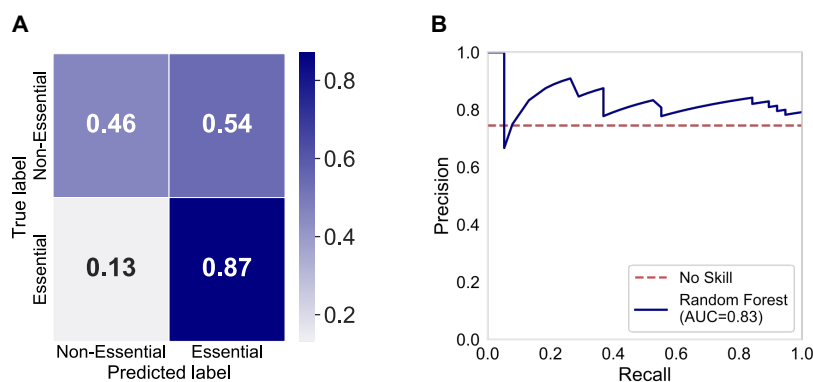 A
True label
Non-Essential
Essential
0.46
0.54
0.13
0.87
Non-Essential
Essential
Predicted label
0.8
0.6
0.4
0.2
B
Precision
1.0
0.8
0.6
0.4
0.2
0.0
No Skill
Random Forest
(AUC=0.83)
0.0
0.2
0.4
0.6
0.8
1.0
Recall